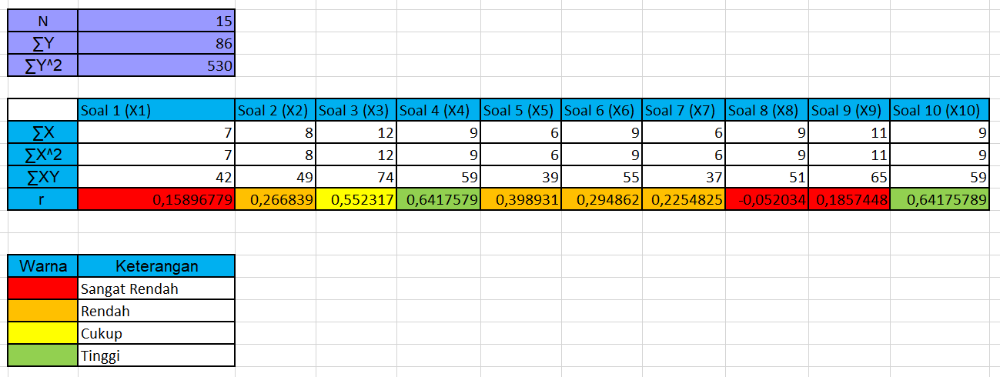 N 15
∑Y 86
∑Y^2 530
Soal 1 (X1) Soal 2 (X2) Soal 3 (X3) Soal 4 (X4) Soal 5 (X5) Soal 6 (X6) Soal 7 (X7) Soal 8 (X8) Soal 9 (X9) Soal 10 (X10)
∑X 7 8 12 9 6 9 6 9 11 9
∑X^2 7 8 12 9 6 9 6 9 11 9
∑XY 42 49 74 59 39 55 37 51 65 59
r 0,15896779 0,266839 0,552317 0,6417579 0,398931 0,294862 0,2254825 -0,052034 0,1857448 0,64175789
Warna Keterangan
Sangat Rendah
Rendah
Cukup
Tinggi